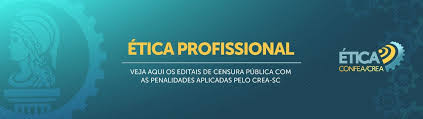 ÉTICA PROFISSIONAL
VEJA AQUI OS EDITAIS DE CENSURA PÚBLICA COM
AS PENALIDADES APLICADAS PELO CREA-SC
ÉTICA
CONFEA/CREA